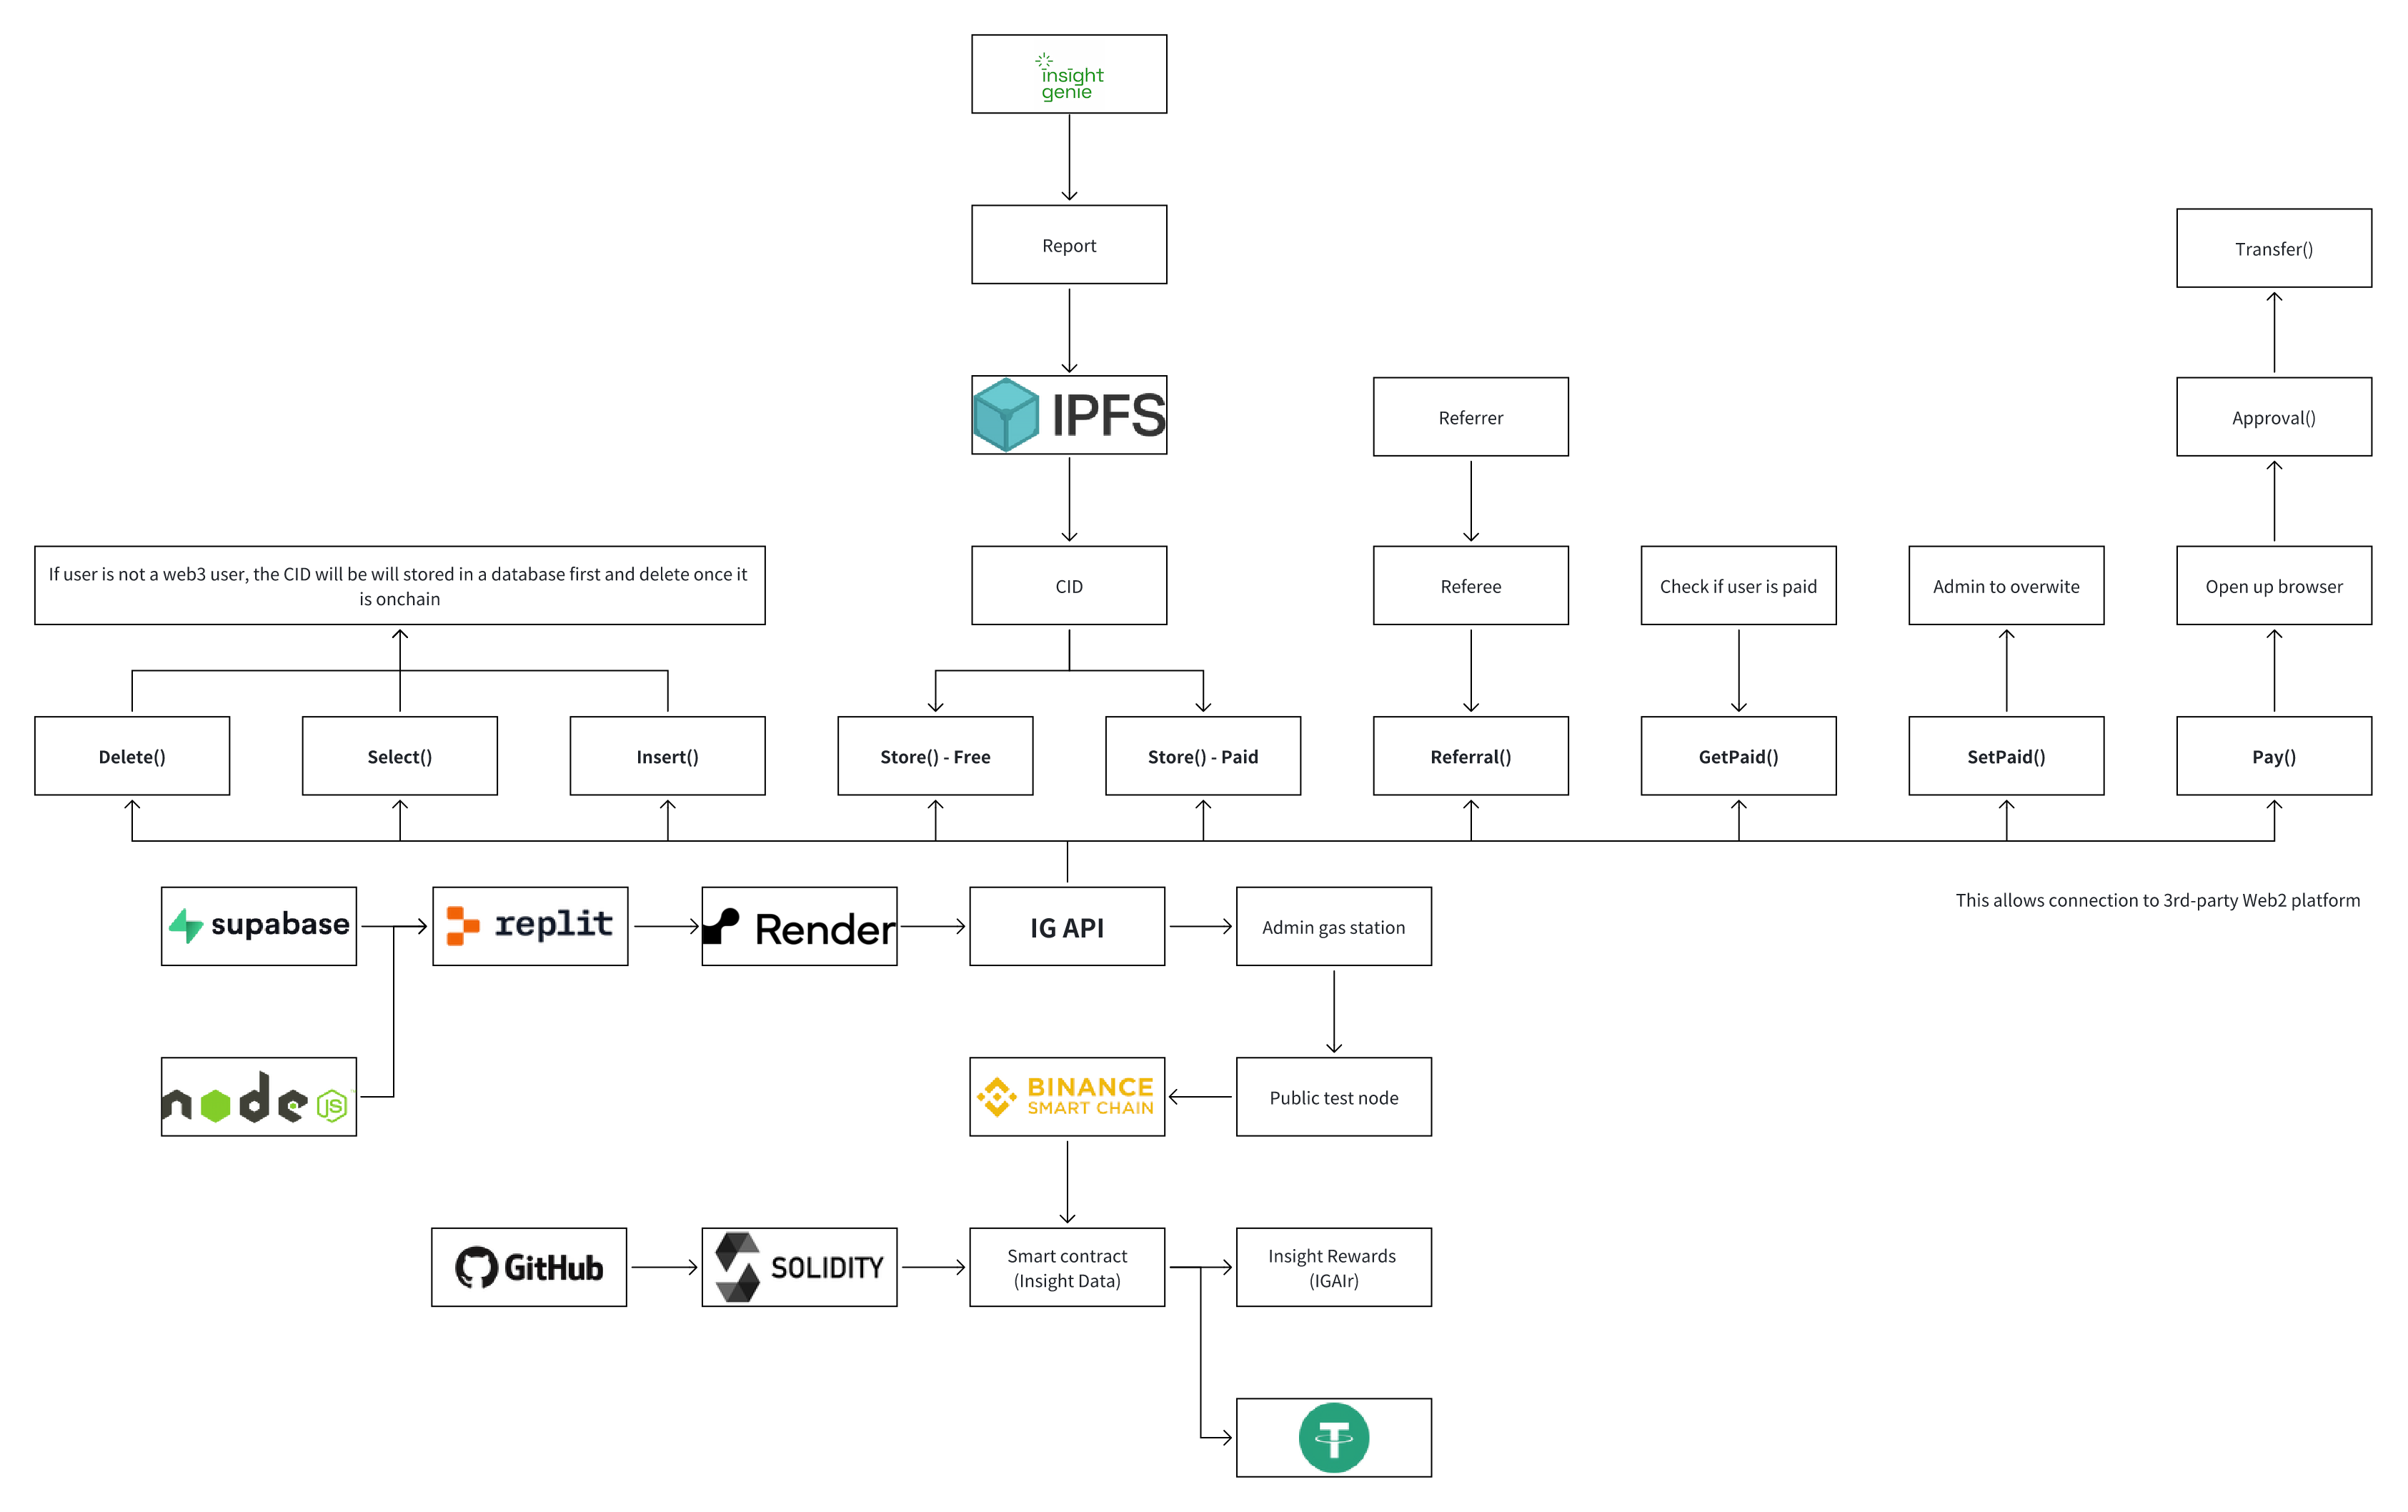 insight
genie
Report
Transfer()
IPFS
Referrer
Approval()
If user is not a web3 user, the CID will be will stored in a database first and delete once it
is onchain
CID
Referee
Check if user is paid
Admin to overwite
Open up browser
Delete()
Select()
Insert()
Store() - Free
Store() - Paid
Referral()
GetPaid()
SetPaid()
Pay()
supabase
replit
Render
IG API
Admin gas station
This allows connection to 3rd-party Web2 platform
node
JS
BINANCE
SMART CHAIN
Public test node
GitHub
SOLIDITY
Smart contract
(Insight Data)
Insight Rewards
(IGAIr)